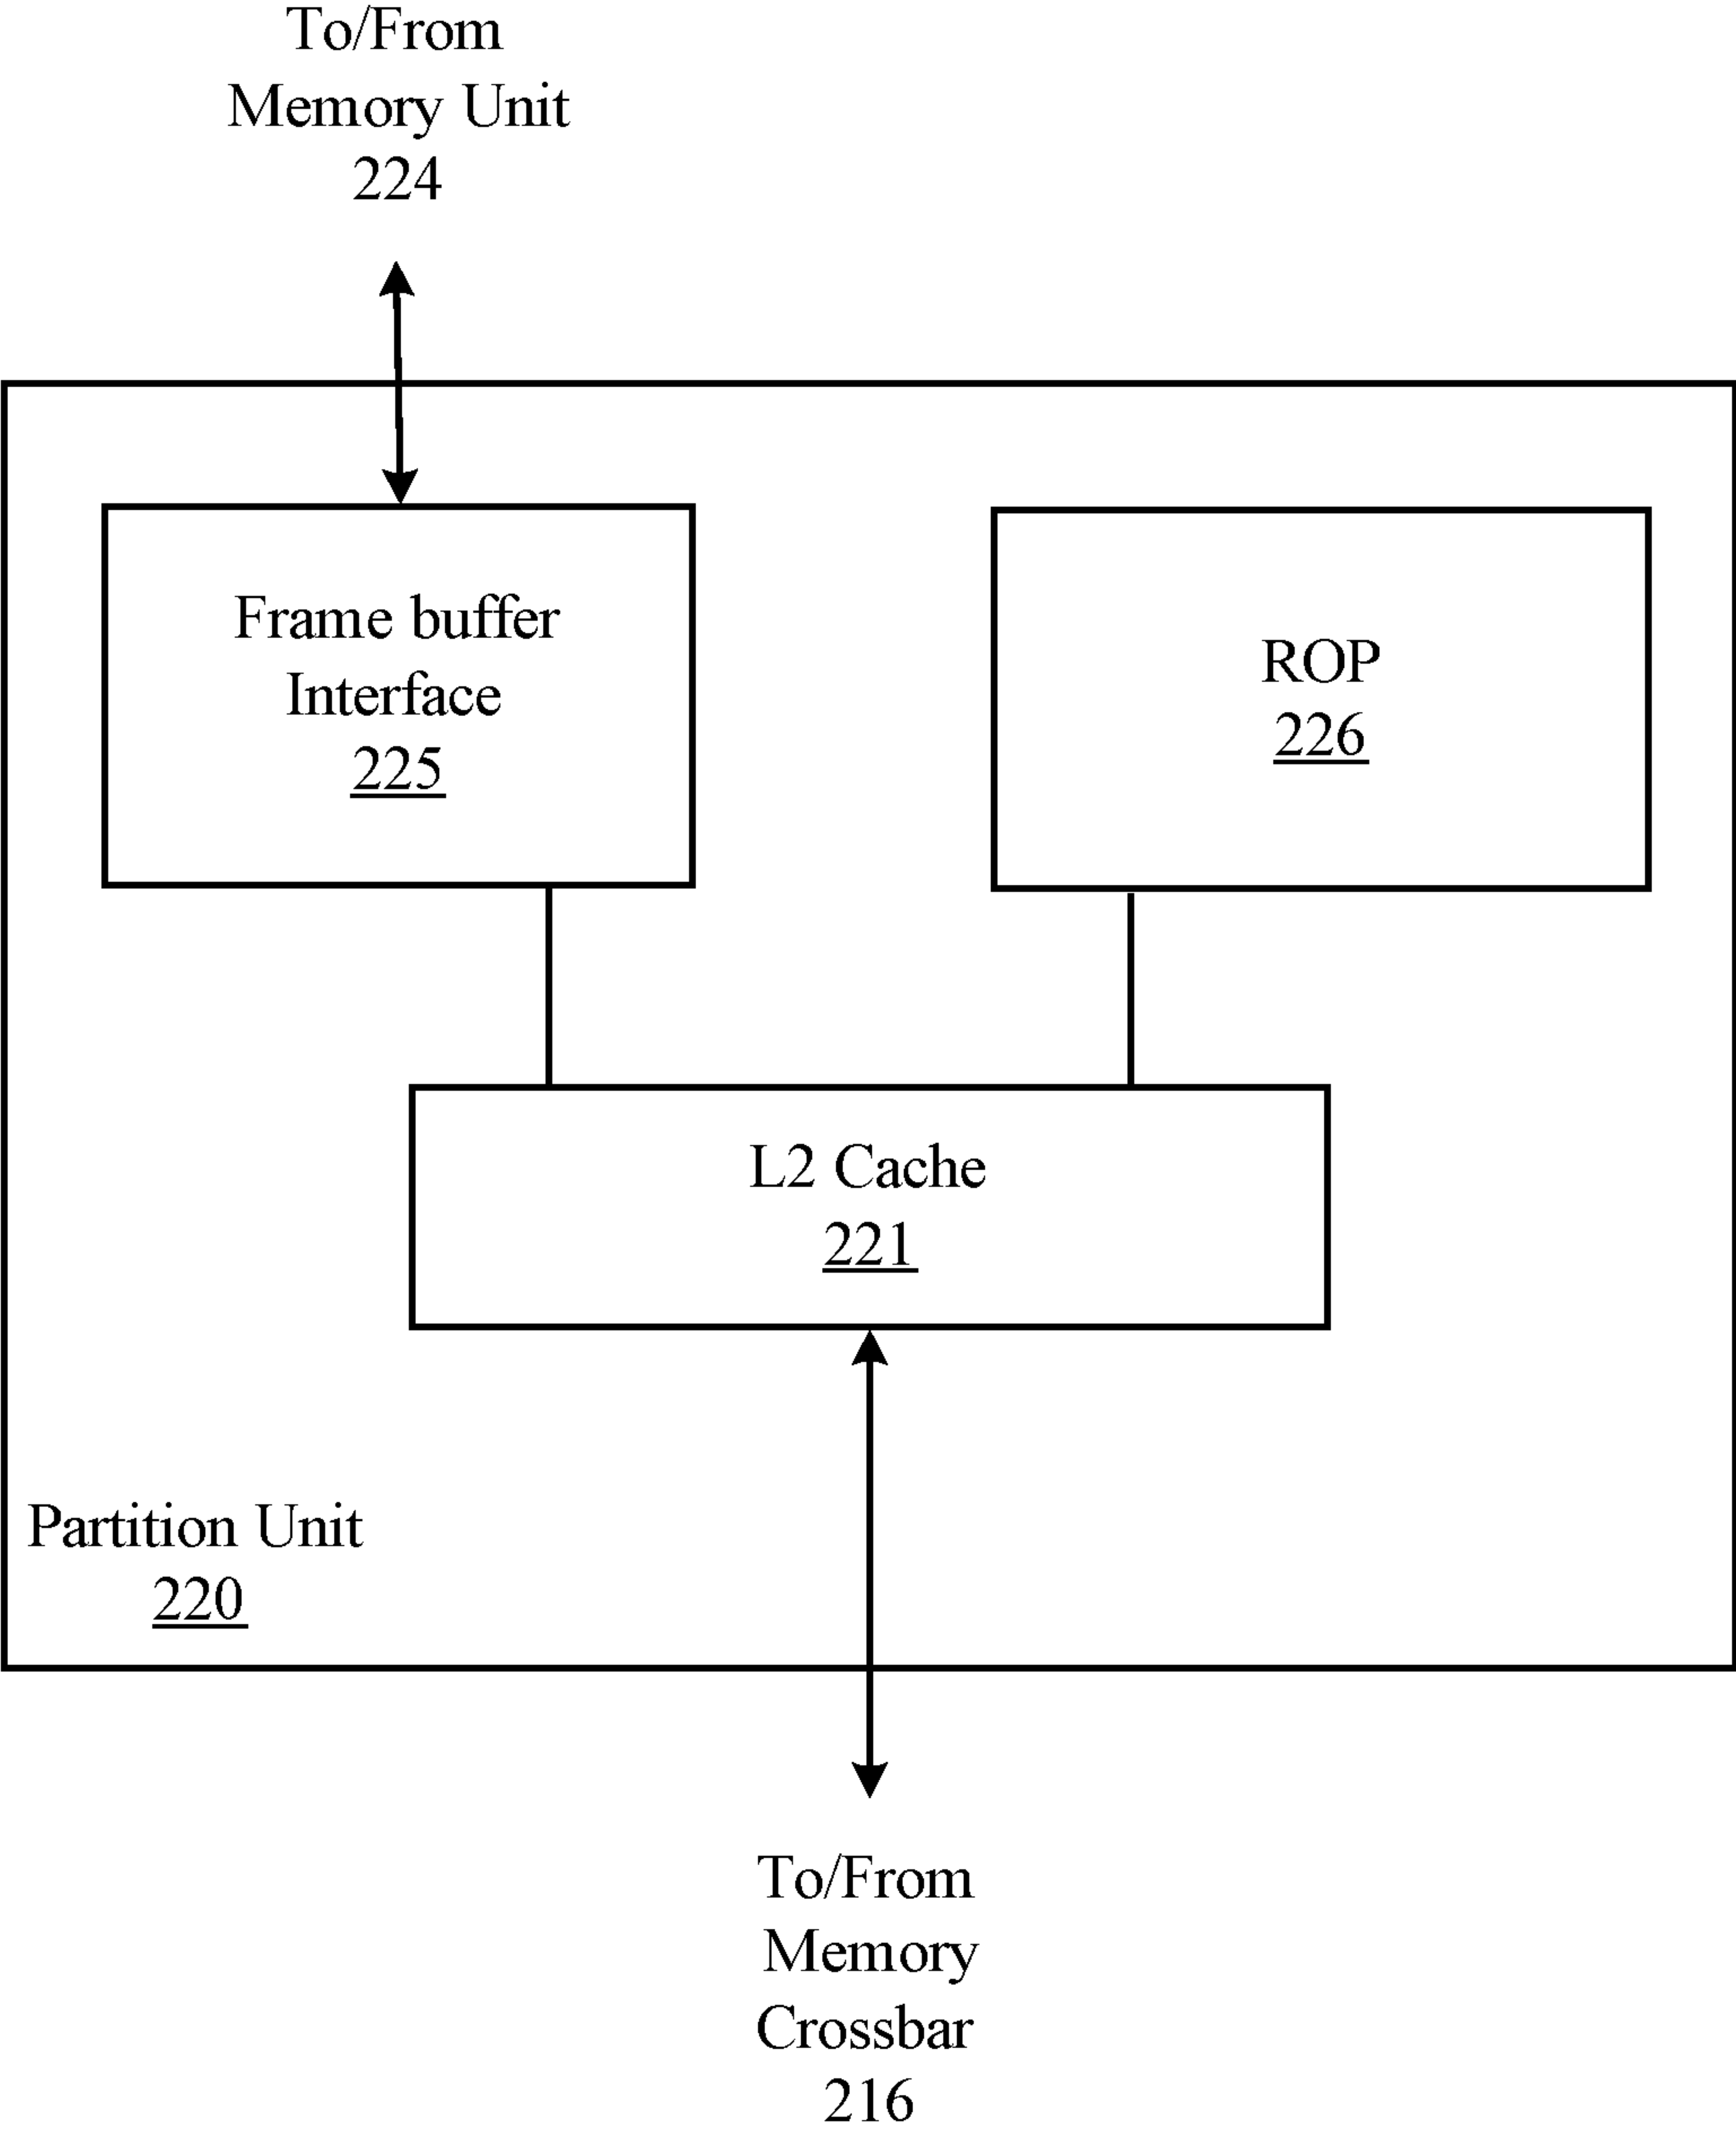 To/From
Memory Unit
224
Frame buffer
Interface
225
ROP
226
L2 Cache
221
Partition Unit
220
To/From
Memory
Crossbar
216